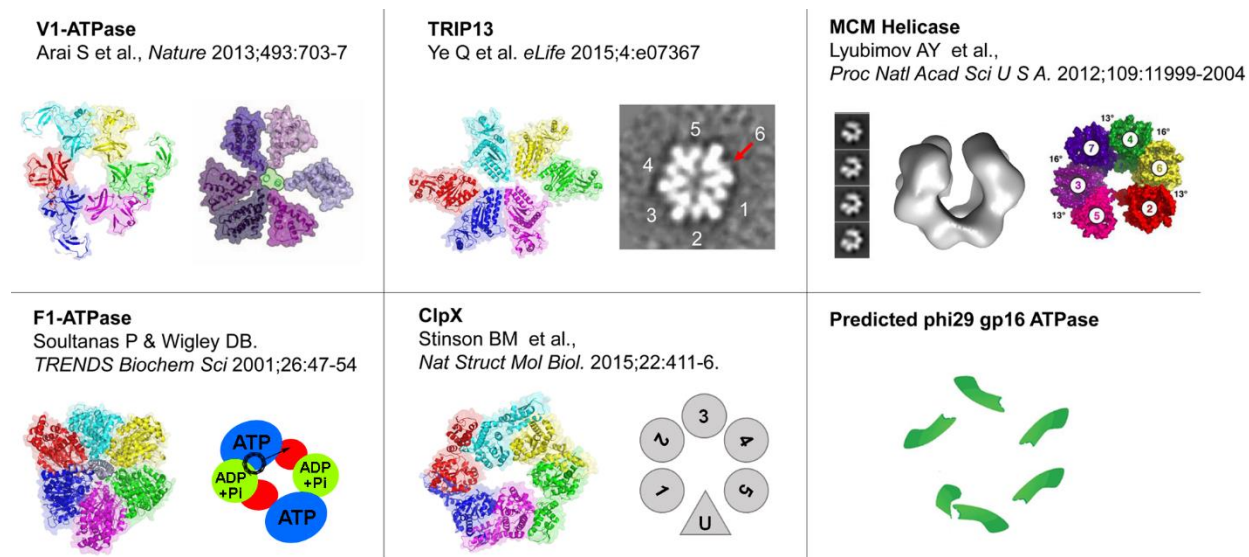 V1-ATPase
Arai S et al., Nature 2013;493:703-7
TRIP13
Ye Q et al. eLife 2015;4:e07367
5
6
4
3
1
2
MCM Helicase
Lyubimov AY et al.,
Proc Natl Acad Sci U S A. 2012;109:11999-2004
13°
7
4
16°
16°
3
6
13°
13°
5
2
F1-ATPase
Soultanas P & Wigley DB.
TRENDS Biochem Sci 2001;26:47-54
ATP
ADP
+Pi
ADP
+Pi
ATP
ClpX
Stinson BM et al.,
Nat Struct Mol Biol. 2015;22:411-6.
3
2
4
1
5
U
Predicted phi29 gp16 ATPase